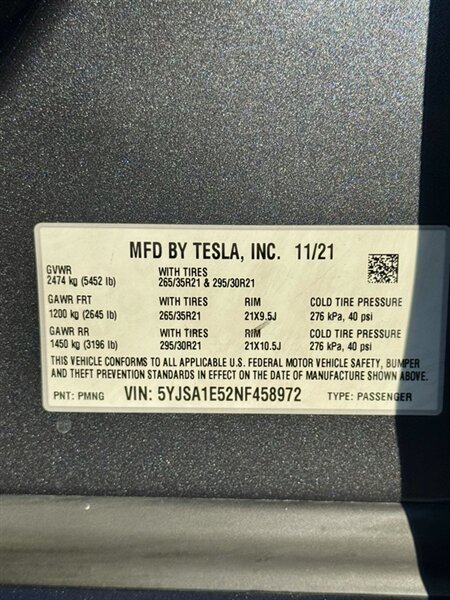 MFD BY TESLA, INC. 11/21
GVWR WITH TIRES
2474 kg (5452 lb) 265/35R21 & 295/30R21
GAWR FRT WITH TIRES RIM COLD TIRE PRESSURE
1200 kg (2645 lb) 265/35R21 21X9.5J 276 kPa, 40 psi
GAWR RR WITH TIRES RIM COLD TIRE PRESSURE
1450 kg (3196 lb) 295/30R21 21X10.5J 276 kPa, 40 psi
THIS VEHICLE CONFORMS TO ALL APPLICABLE U.S. FEDERAL MOTOR VEHICLE SAFETY, BUMPER
AND THEFT PREVENTION STANDARDS IN EFFECT ON THE DATE OF MANUFACTURE SHOWN ABOVE.
PNT: PMNG VIN: 5YJSA1E52NF458972 TYPE: PASSENGER